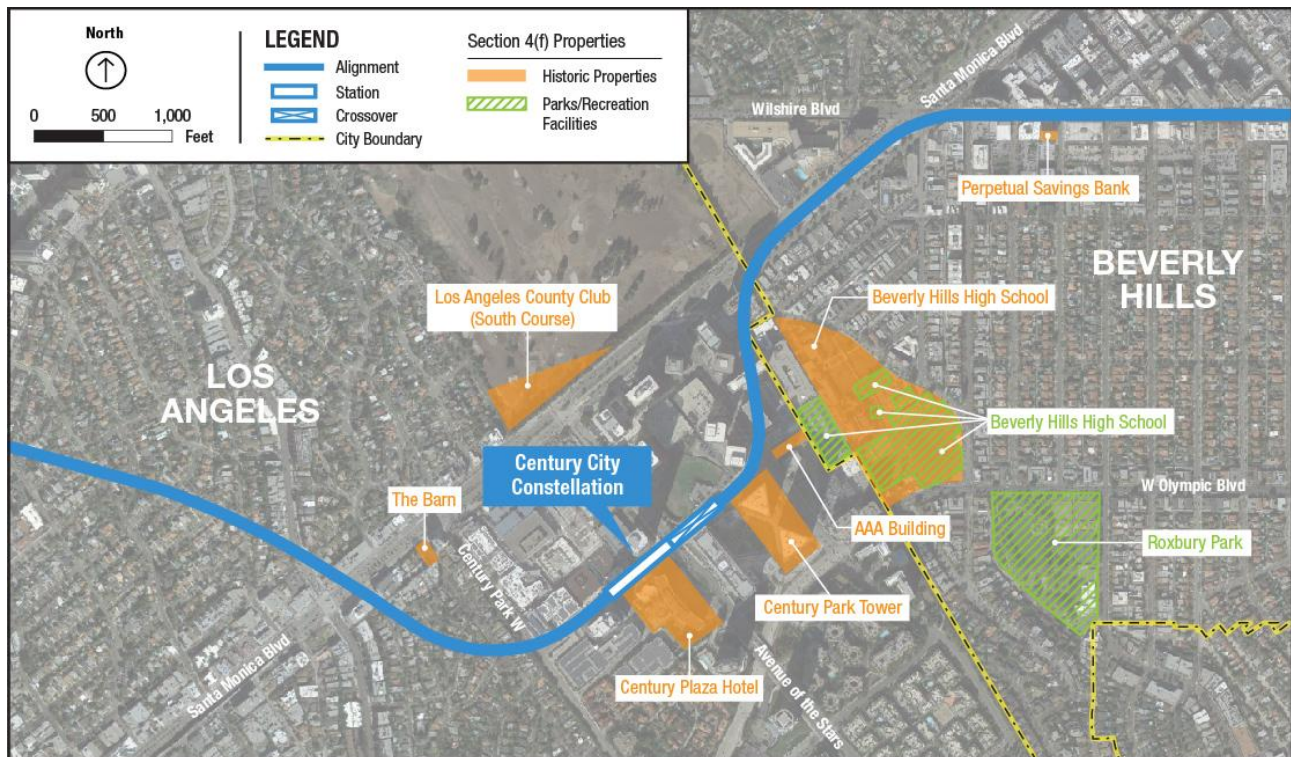 North
0 500 1,000
Feet
LEGEND
Alignment
Station
Crossover
City Boundary
Section 4(f) Properties
Historic Properties
Parks/Recreation
Facilities
Santa Monica Blvd
Wilshire Blvd
Perpetual Savings Bank
BEVERLY
HILLS
Beverly Hills High School
Los Angeles County Club
(South Course)
LOS
ANGELES
Beverly Hills High School
Century City
Constellation
W Olympic Blvd
The Barn
AAA Building
Roxbury Park
Century Park W
Century Park Tower
Santa Monica Blvd
Century Plaza Hotel
Avenue of the Stars